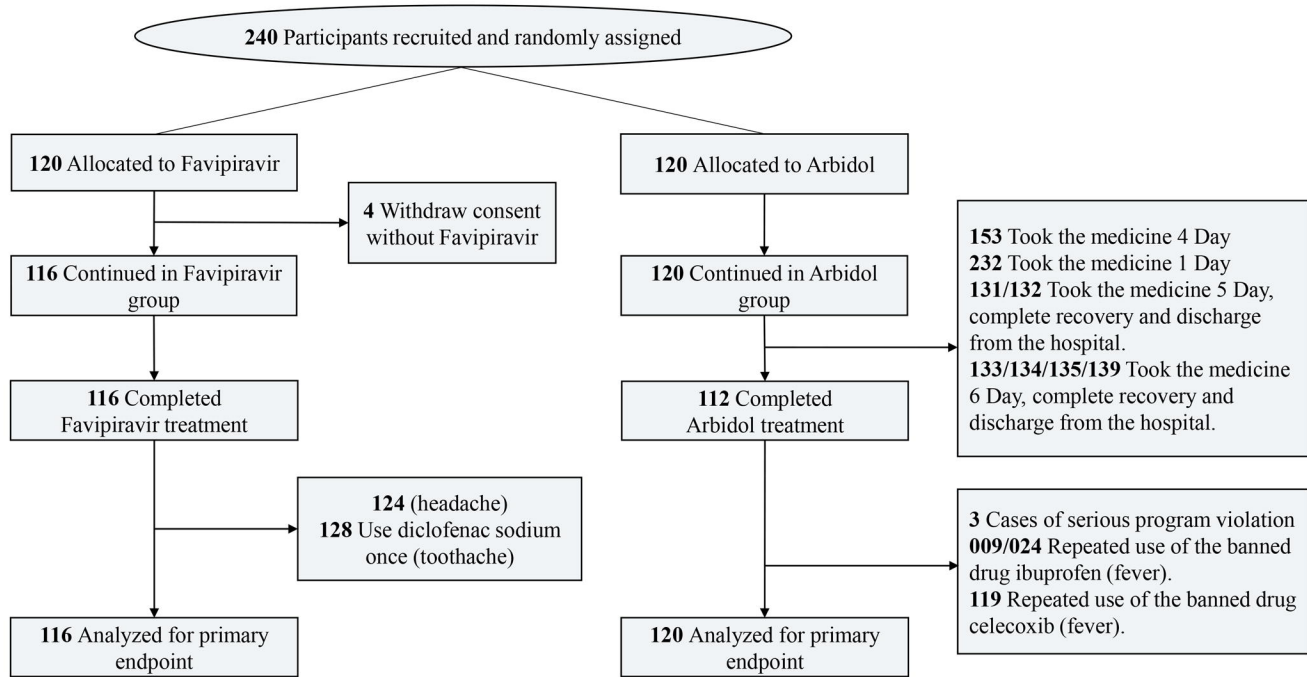 240 Participants recruited and randomly assigned
120 Allocated to Favipiravir
120 Allocated to Arbidol
4 Withdraw consent
without Favipiravir
116 Continued in Favipiravir
group
120 Continued in Arbidol
group
153 Took the medicine 4 Day
232 Took the medicine 1 Day
131/132 Took the medicine 5 Day,
complete recovery and discharge
from the hospital.
133/134/135/139 Took the medicine
6 Day, complete recovery and
discharge from the hospital.
116 Completed
Favipiravir treatment
112 Completed
Arbidol treatment
124 (headache)
128 Use diclofenac sodium
once (toothache)
3 Cases of serious program violation
009/024 Repeated use of the banned
drug ibuprofen (fever).
119 Repeated use of the banned drug
celecoxib (fever).
116 Analyzed for primary
endpoint
120 Analyzed for primary
endpoint